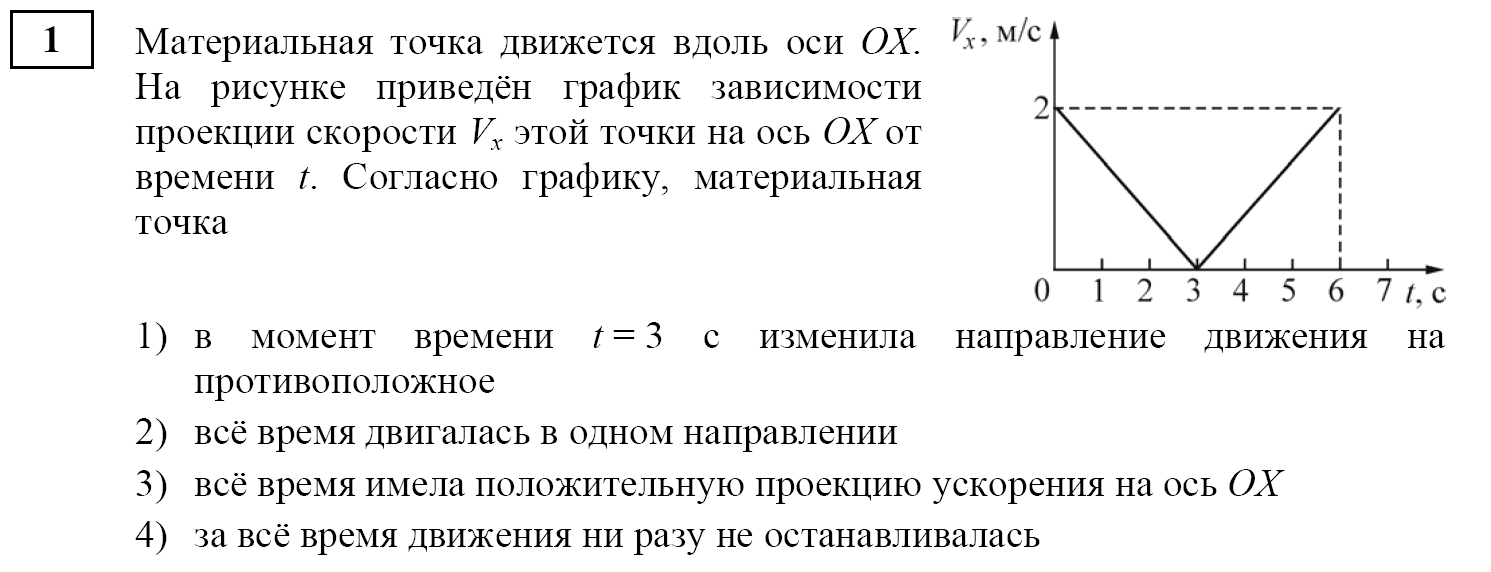 1
Материальная точка движется вдоль оси OX.
На рисунке приведён график зависимости
проекции скорости Vx этой точки на ось OX от
времени t. Согласно графику, материальная
точка
Vx, м/с
2
0 1 2 3 4 5 6 7 t, с
1) в момент времени t = 3 с изменила направление движения на
противоположное
2) всё время двигалась в одном направлении
3) всё время имела положительную проекцию ускорения на ось OX
4) за всё время движения ни разу не останавливалась